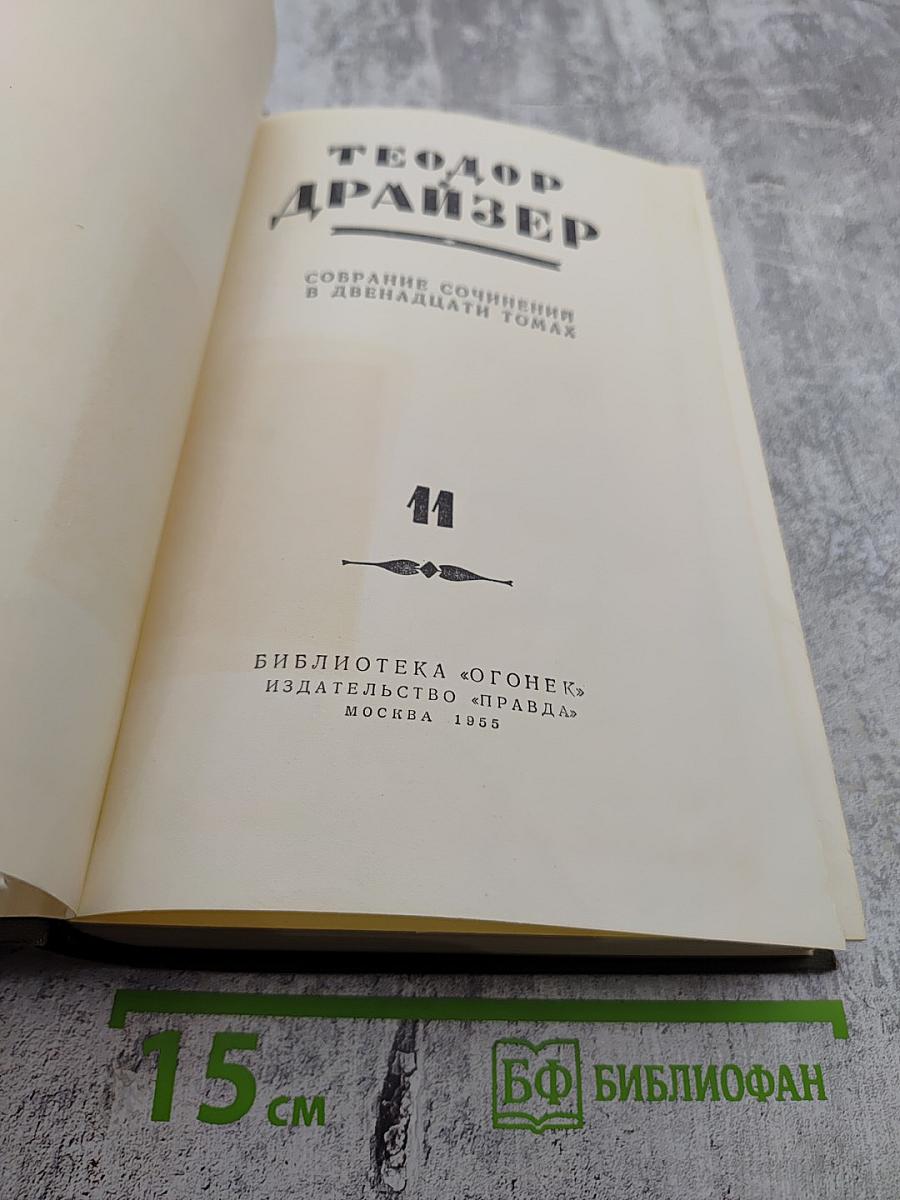 ТЕОДОР
ДРАЙЗЕР
СОБРАНИЕ СОЧИНЕНИЙ
В ДВЕНАДЦАТИ ТОМАХ
11
БИБЛИОТЕКА «ОГОНЕК»
ИЗДАТЕЛЬСТВО «ПРАВДА»
МОСКВА 1955
15 см
БФ БИБЛИОФАН